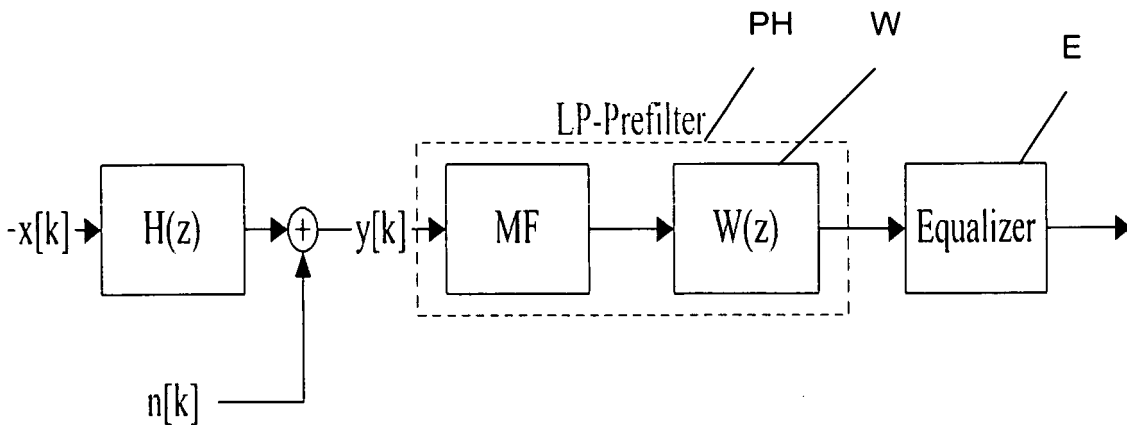 PH
W
E
LP-Prefilter
-x[k]
H(z)
+
y[k]
MF
W(z)
Equalizer
n[k]